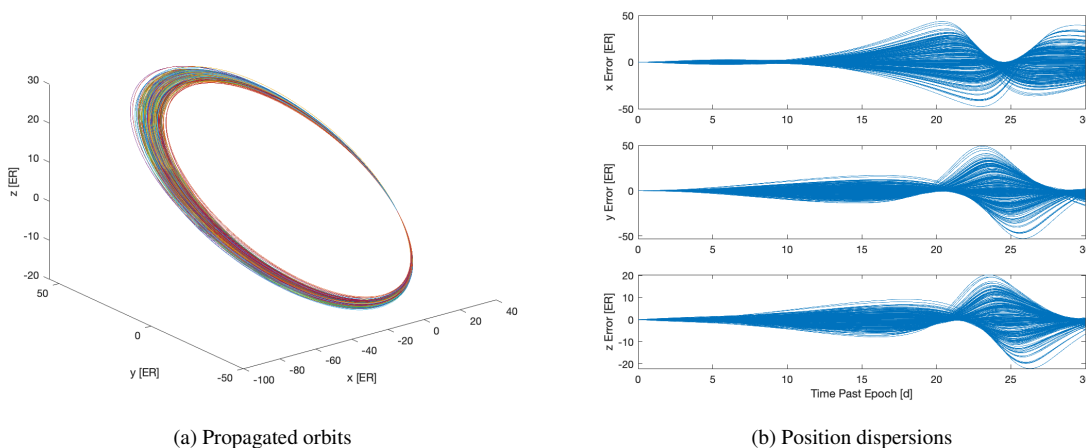 30
20
10
0
-10
-20
z [ER]
50
0
-50
y [ER]
-100
-80
-60
-40
-20
0
20
40
x [ER]
(a) Propagated orbits
50
0
-50
x Error [ER]
0 5 10 15 20 25 30
50
0
-50
y Error [ER]
0 5 10 15 20 25 30
20
10
0
-10
-20
z Error [ER]
0 5 10 15 20 25 30
Time Past Epoch [d]
(b) Position dispersions